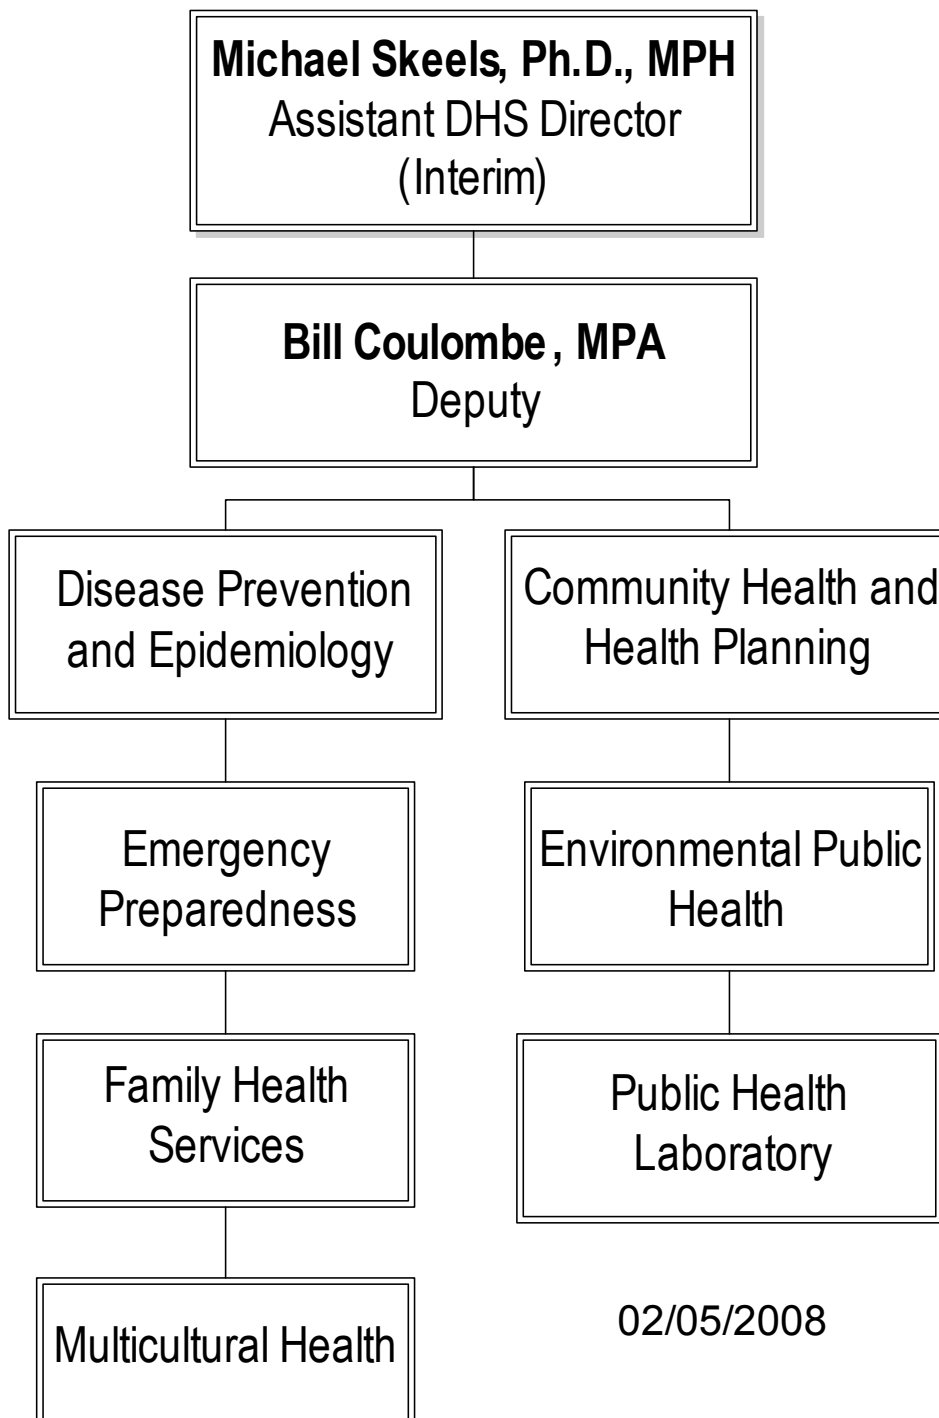 Michael Skeels, Ph.D., MPH
Assistant DHS Director
(Interim)
Bill Coulombe, MPA
Deputy
Disease Prevention
and Epidemiology
Community Health and
Health Planning
Emergency
Preparedness
Environmental Public
Health
Family Health
Services
Public Health
Laboratory
Multicultural Health
02/05/2008